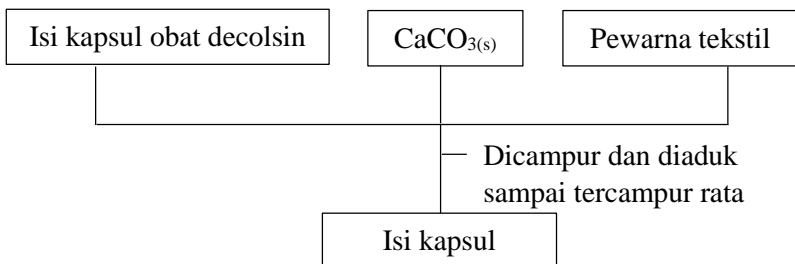 Isi kapsul obat decolsin
CaCO₃₍ₛ₎
Pewarna tekstil
Dicampur dan diaduk
sampai tercampur rata
Isi kapsul